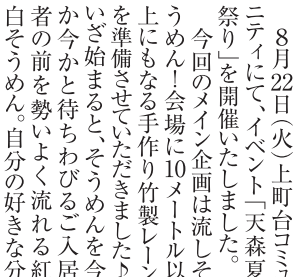 ８月22日（火）上町台コミュ
ニティにて、イベント「天森夏
祭り」を開催いたしました。
今回のメイン企画は流しそ
うめん！会場に10メートル以
上にもなる手作り竹製レーン
を準備させていただきました♪
いざ始まると、そうめんを今
か今かと待ちわびるご入居
者の前を勢いよく流れる紅
白そうめん。自分の好きな分